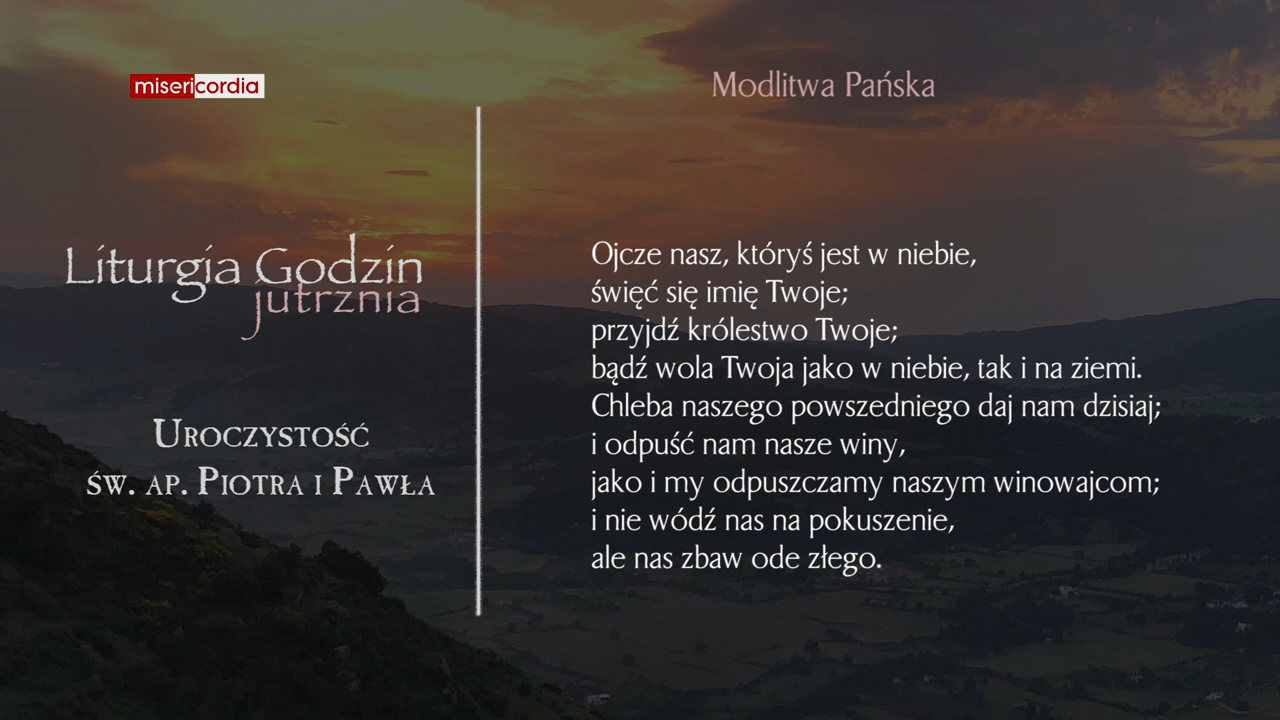 misericordia
Modlitwa Pańska
Liturgia Godzin
jutrznia
Uroczystość
św. ap. Piotra i Pawła
Ojcze nasz, któryś jest w niebie,
święć się imię Twoje;
przyjdź królestwo Twoje;
bądź wola Twoja jako w niebie, tak i na ziemi.
Chleba naszego powszedniego daj nam dzisiaj;
i odpuść nam nasze winy,
jako i my odpuszczamy naszym winowajcom;
i nie wódź nas na pokuszenie,
ale nas zbaw ode złego.